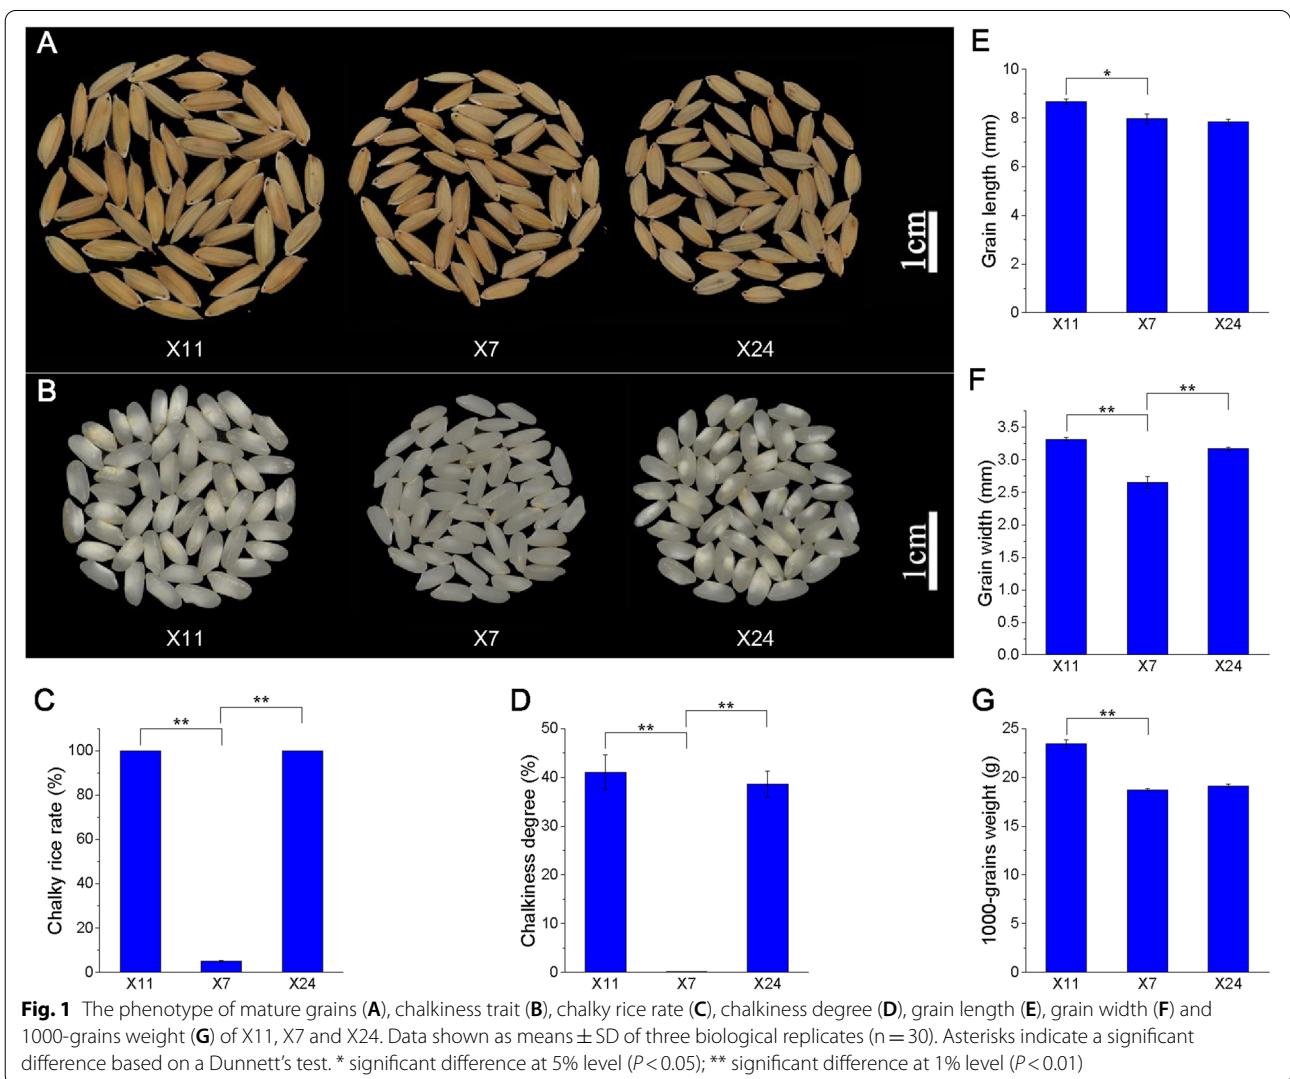 A
1cm
X11 X7 X24
B
1cm
X11 X7 X24
C
**
**
Chalky rice rate (%)
100
80
60
40
20
0
X11 X7 X24
D
**
**
Chalkiness degree (%)
50
40
30
20
10
0
X11 X7 X24
E
*
Grain length (mm)
10
8
6
4
2
0
X11 X7 X24
F
**
**
Grain width (mm)
3.5
3.0
2.5
2.0
1.5
1.0
0.5
0.0
X11 X7 X24
G
**
1000-grains weight (g)
25
20
15
10
5
0
X11 X7 X24
Fig. 1 The phenotype of mature grains (A), chalkiness trait (B), chalky rice rate (C), chalkiness degree (D), grain length (E), grain width (F) and
1000-grains weight (G) of X11, X7 and X24. Data shown as means ± SD of three biological replicates (n = 30). Asterisks indicate a significant
difference based on a Dunnett's test. * significant difference at 5% level (P < 0.05); ** significant difference at 1% level (P < 0.01)